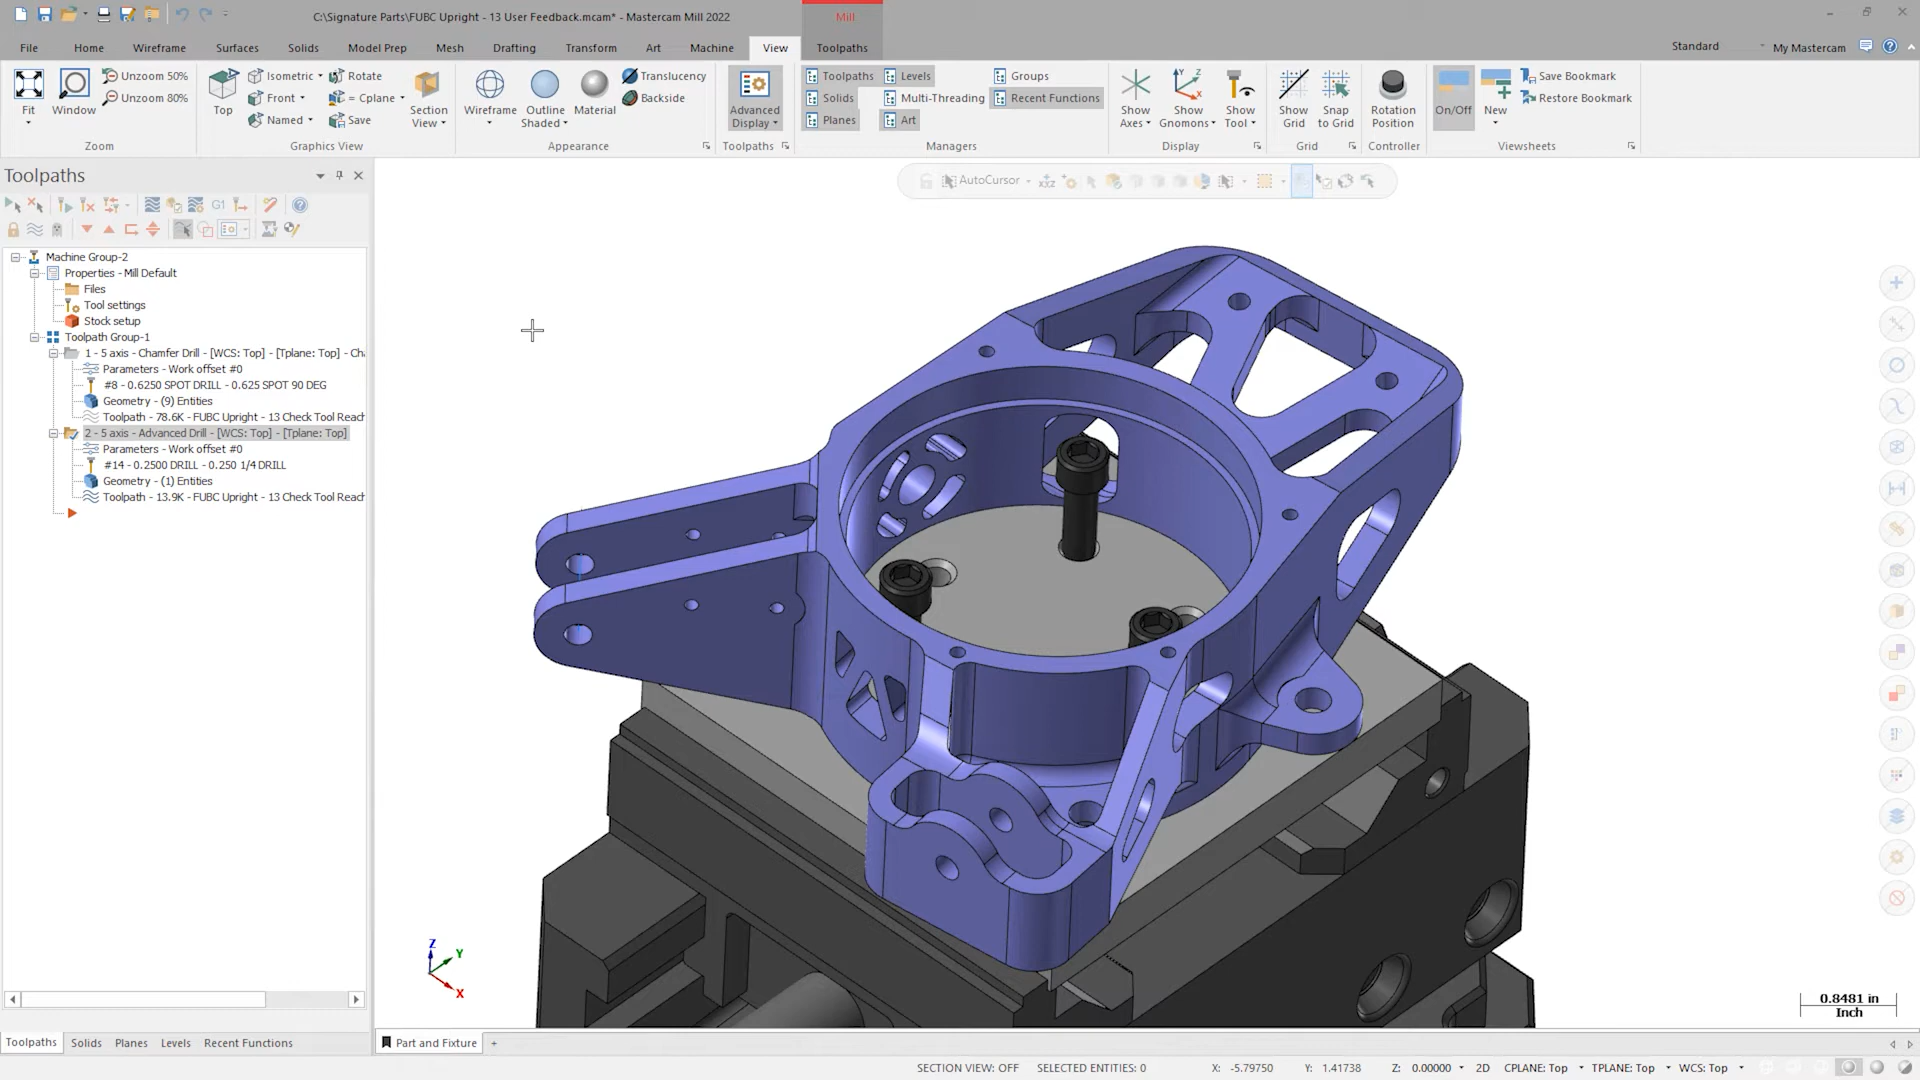 C:\Signature Parts\FUBC Upright - 13 User Feedback.mcam* - Mastercam Mill 2022
Mill
File Home Wireframe Surfaces Solids Model Prep Mesh Drafting Transform Art Machine View Toolpaths
Standard My Mastercam
Fit Window Unzoom 50% Unzoom 80%
Zoom
Top Isometric Front Named Rotate = Cplane Save Section View
Graphics View
Wireframe Outline Shaded Material Translucency Backside
Appearance
Advanced Display
Toolpaths
Toolpaths Solids Planes Levels Multi-Threading Art Groups Recent Functions
Managers
Show Axes Show Gnomons Show Tool
Display
Show Grid Snap to Grid
Grid
Rotation Position
Controller
On/Off New Save Bookmark Restore Bookmark
Viewsheets
Toolpaths
AutoCursor
G1
Machine Group-2
Properties - Mill Default
Files
Tool settings
Stock setup
Toolpath Group-1
1 - 5 axis - Chamfer Drill - [WCS: Top] - [Tplane: Top] - Cha
Parameters - Work offset #0
#8 - 0.6250 SPOT DRILL - 0.625 SPOT 90 DEG
Geometry - (9) Entities
Toolpath - 78.6K - FUBC Upright - 13 Check Tool Reach
2 - 5 axis - Advanced Drill - [WCS: Top] - [Tplane: Top]
Parameters - Work offset #0
#14 - 0.2500 DRILL - 0.250 1/4 DRILL
Geometry - (1) Entities
Toolpath - 13.9K - FUBC Upright - 13 Check Tool Reach
Z
Y
X
0.8481 in
Inch
Toolpaths Solids Planes Levels Recent Functions
Part and Fixture +
SECTION VIEW: OFF SELECTED ENTITIES: 0 X: -5.79750 Y: 1.41738 Z: 0.00000 2D CPLANE: Top TPLANE: Top WCS: Top